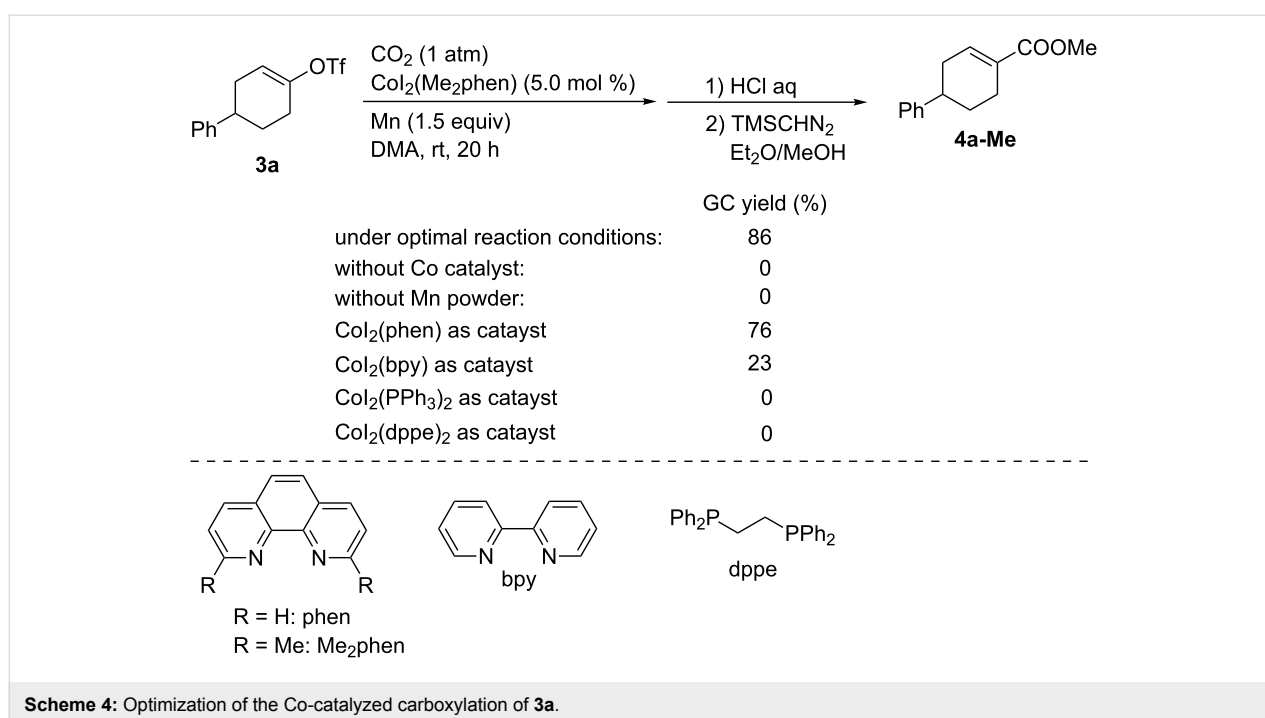 OTf
Ph
3a
CO2 (1 atm)
CoI2(Me2phen) (5.0 mol %)
Mn (1.5 equiv)
DMA, rt, 20 h
1) HCl aq
2) TMSCHN2
Et2O/MeOH
COOMe
Ph
4a-Me
GC yield (%)
under optimal reaction conditions: 86
without Co catalyst: 0
without Mn powder: 0
CoI2(phen) as catayst 76
CoI2(bpy) as catayst 23
CoI2(PPh3)2 as catayst 0
CoI2(dppe)2 as catayst 0
N N
R R
R = H: phen
R = Me: Me2phen
N N
bpy
Ph2P PPh2
dppe
Scheme 4: Optimization of the Co-catalyzed carboxylation of 3a.